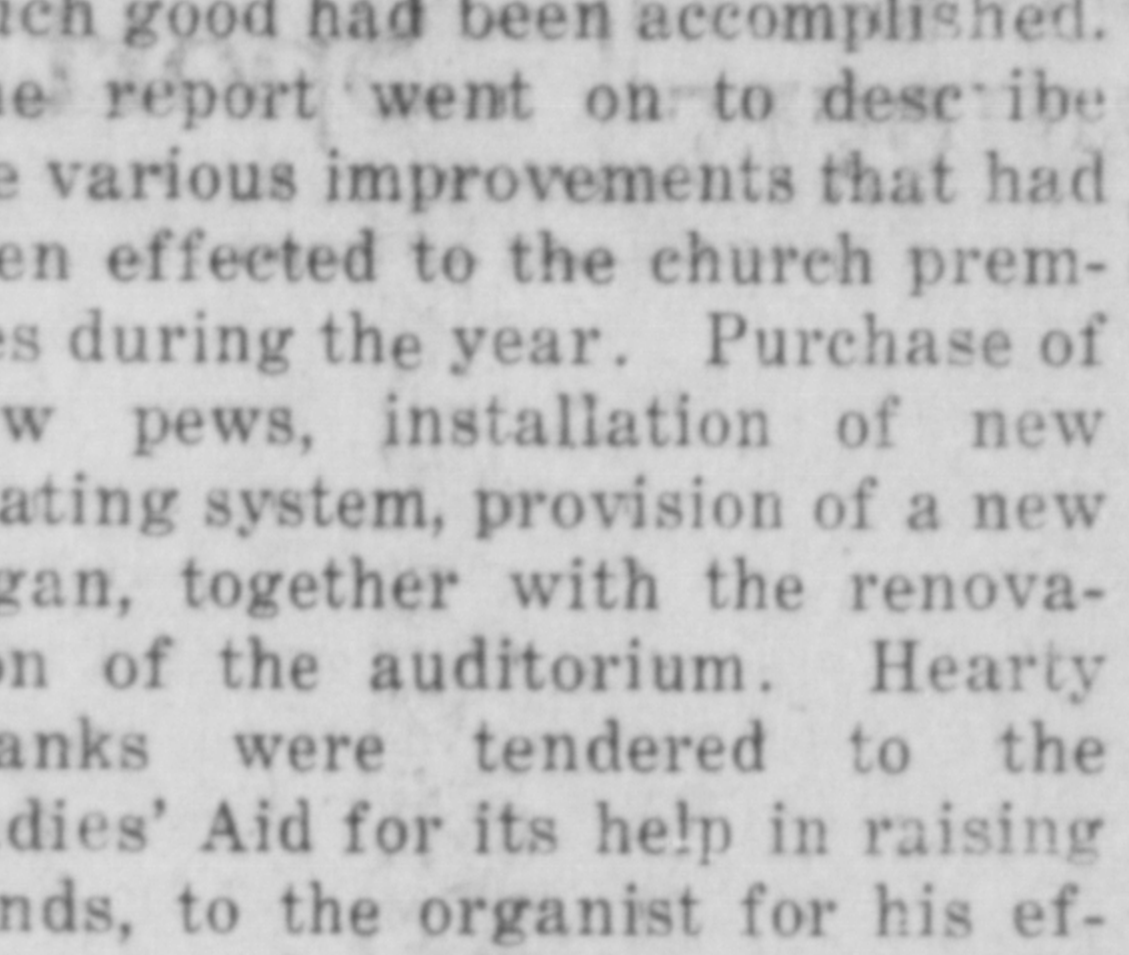 ich good had been accomplished.
e report went on to desc ibe
e various improvements that had
en effected to the church prem-
es during the year. Purchase of
w pews, installation of new
ating system, provision of a new
gan, together with the renova-
on of the auditorium. Hearty
anks were tendered to the
dies' Aid for its help in raising
nds, to the organist for his ef-